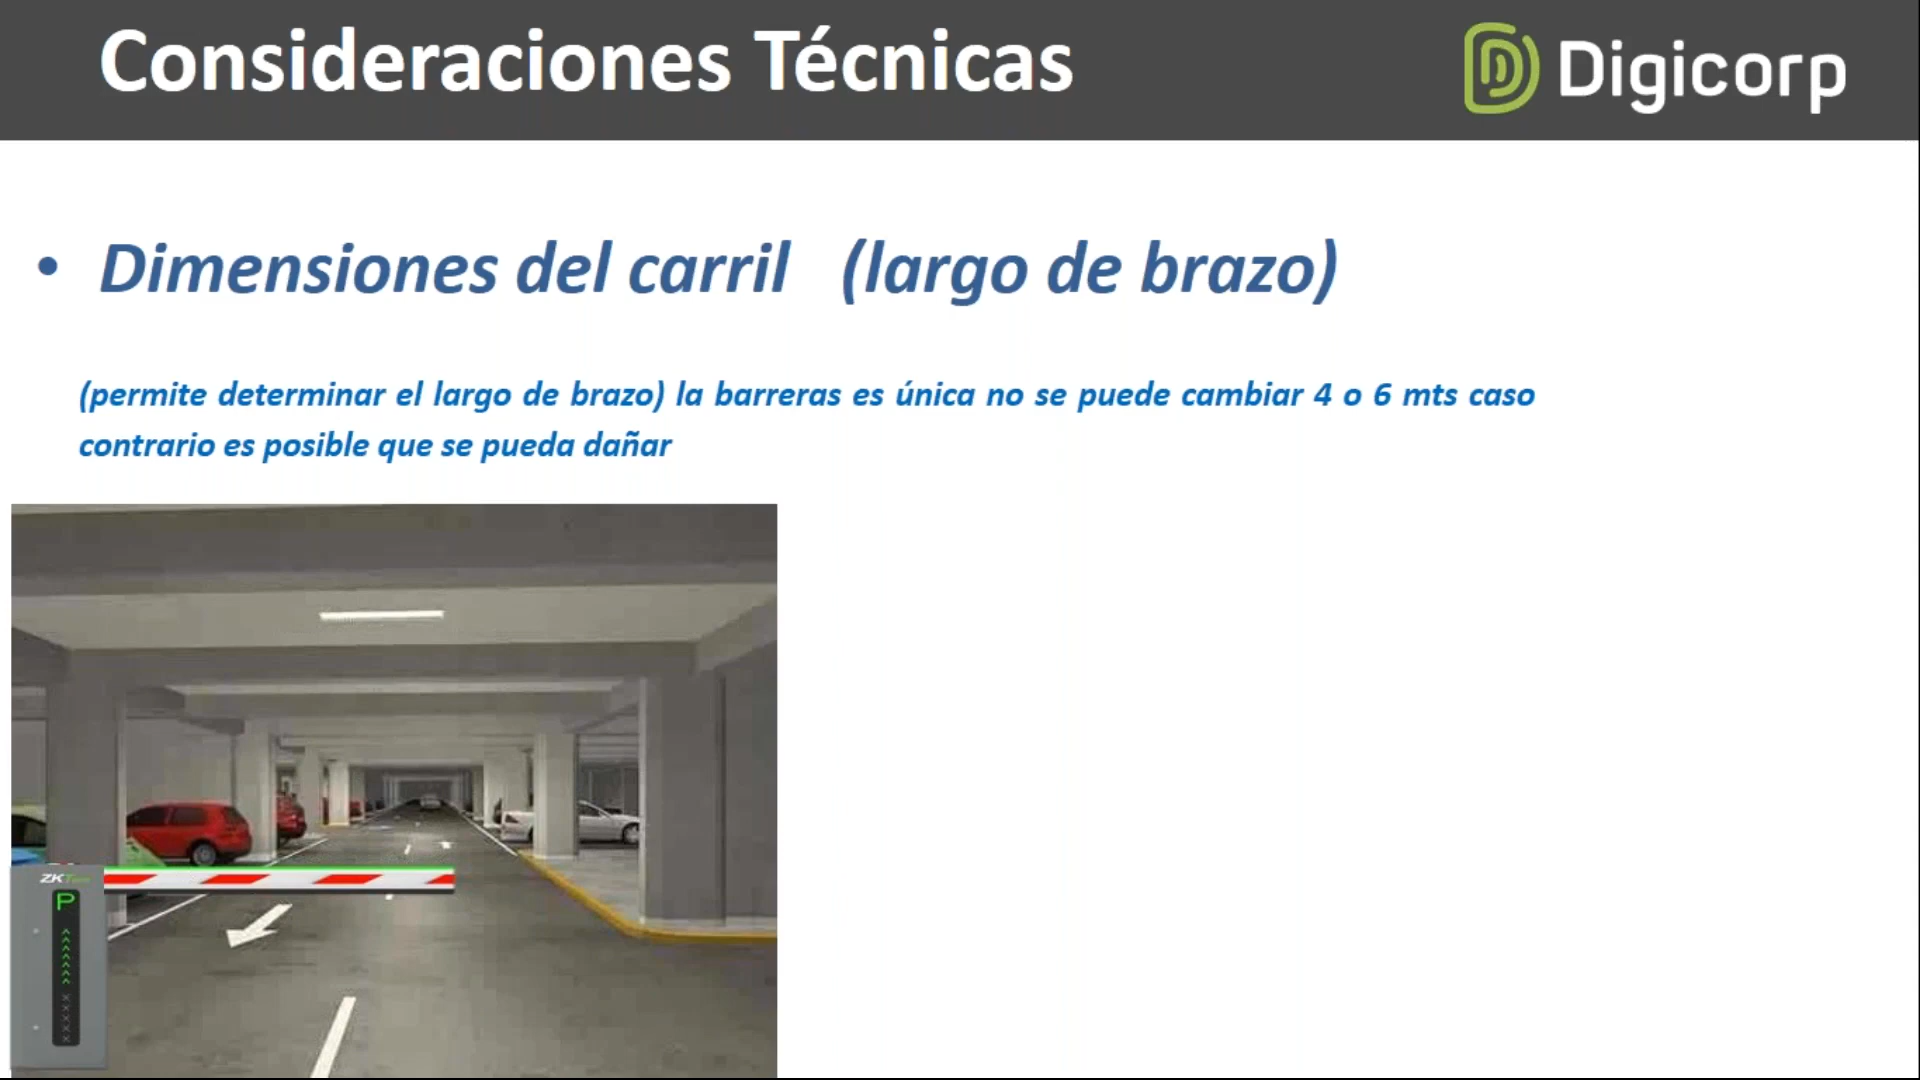 Consideraciones Técnicas
Digicorp
• Dimensiones del carril (largo de brazo)
(permite determinar el largo de brazo) la barreras es única no se puede cambiar 4 o 6 mts caso
contrario es posible que se pueda dañar
ZKTeco
P